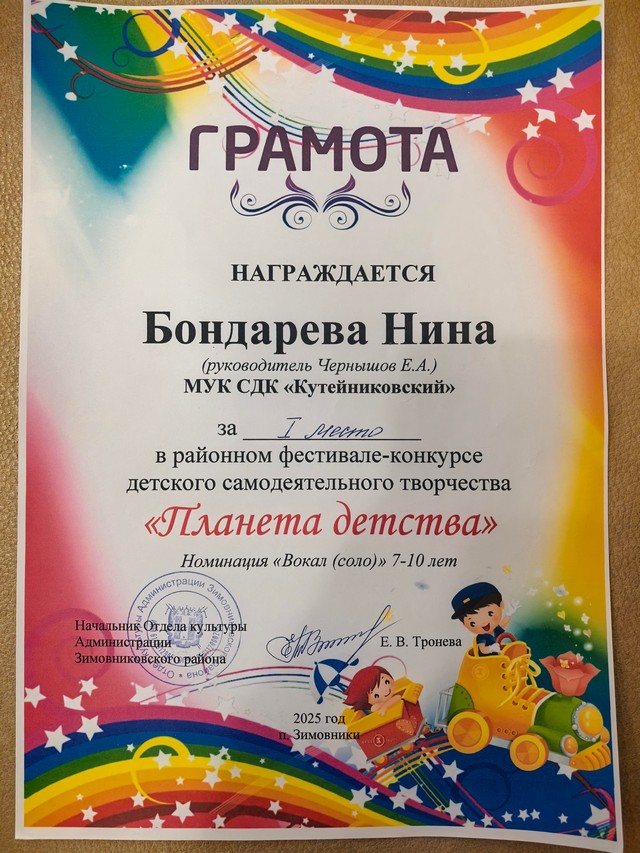 ГРАМОТА
НАГРАЖДАЕТСЯ
Бондарева Нина
(руководитель Чернышов Е.А.)
МУК СДК «Кутейниковский»
за I место
в районном фестивале-конкурсе
детского самодеятельного творчества
«Планета детства»
Номинация «Вокал (соло)» 7-10 лет
Начальник Отдела культуры
Администрации
Зимовниковского района
Е. В. Тронева
2025 год
п. Зимовники